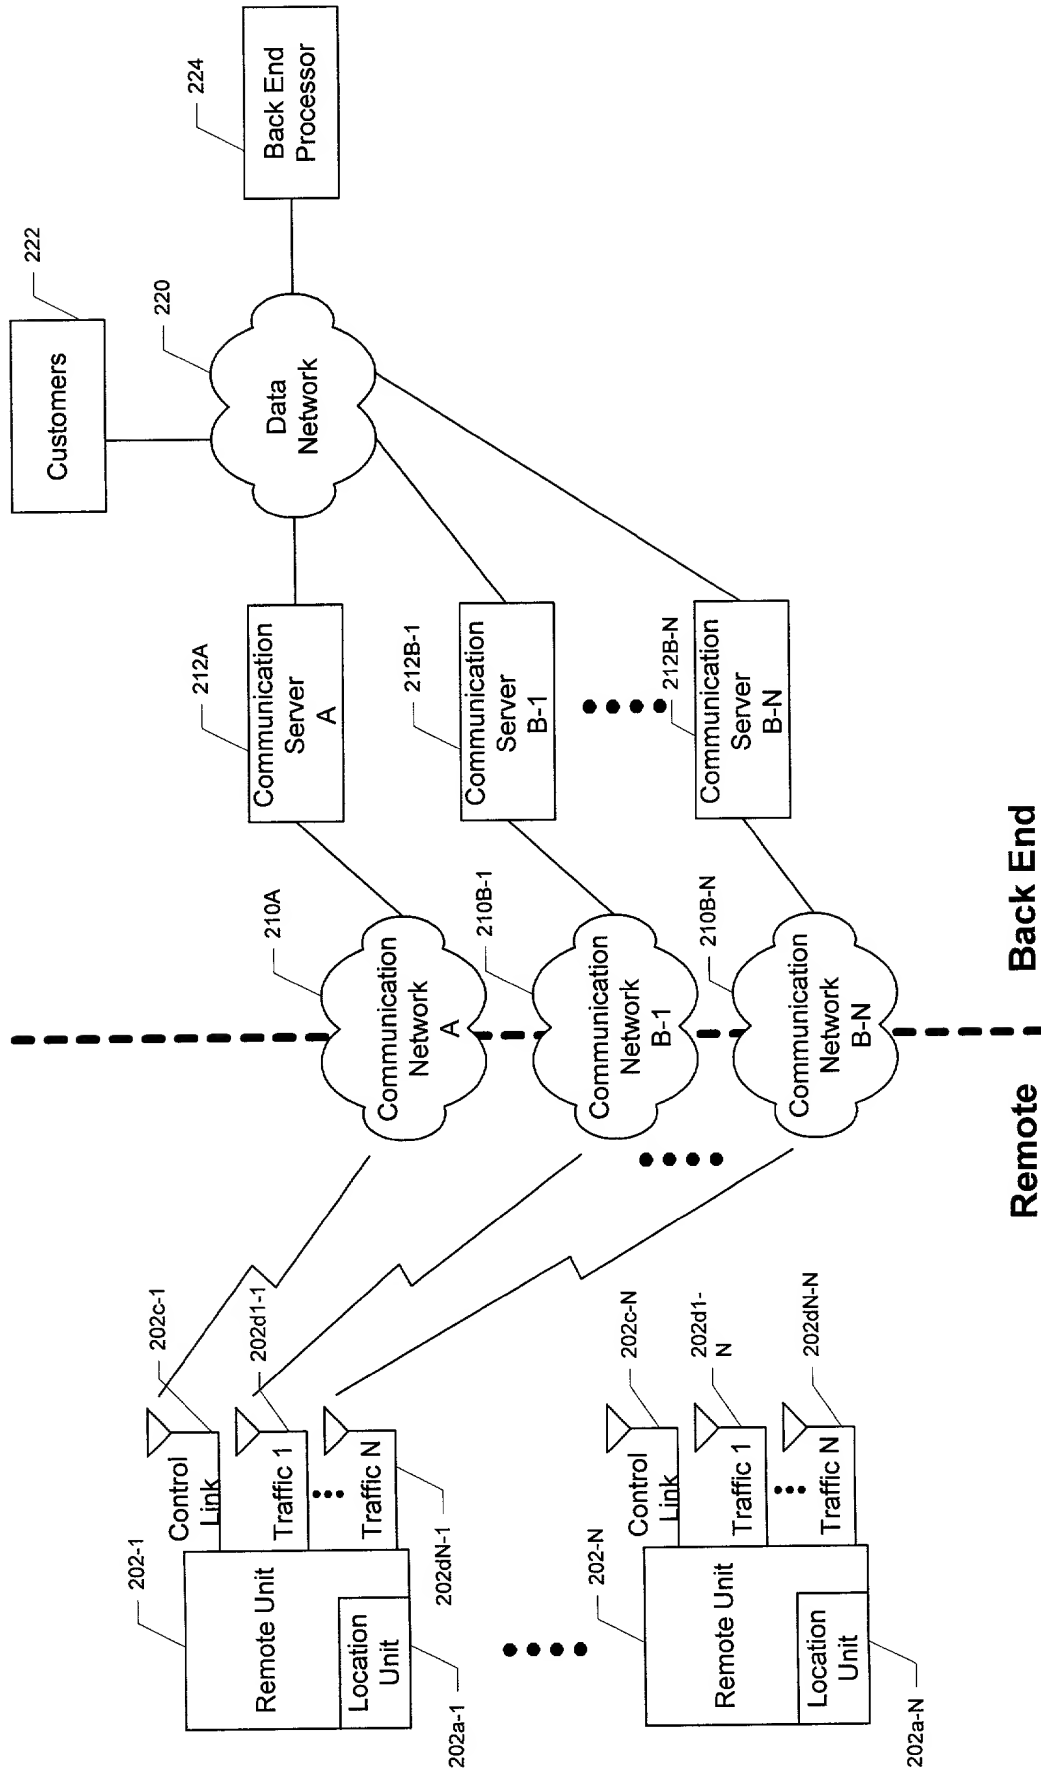 202-1
Remote Unit
Location
Unit
202a-1
Control
Link
Traffic 1
Traffic N
202dN-1
202c-1
202d1-1
202-N
Remote Unit
Location
Unit
202a-N
Control
Link
Traffic 1
Traffic N
202c-N
202d1-
N
202dN-N
210A
Communication
Network
A
210B-1
Communication
Network
B-1
210B-N
Communication
Network
B-N
212A
Communication
Server
A
212B-1
Communication
Server
B-1
212B-N
Communication
Server
B-N
220
Data
Network
222
Customers
224
Back End
Processor
Remote
Back End